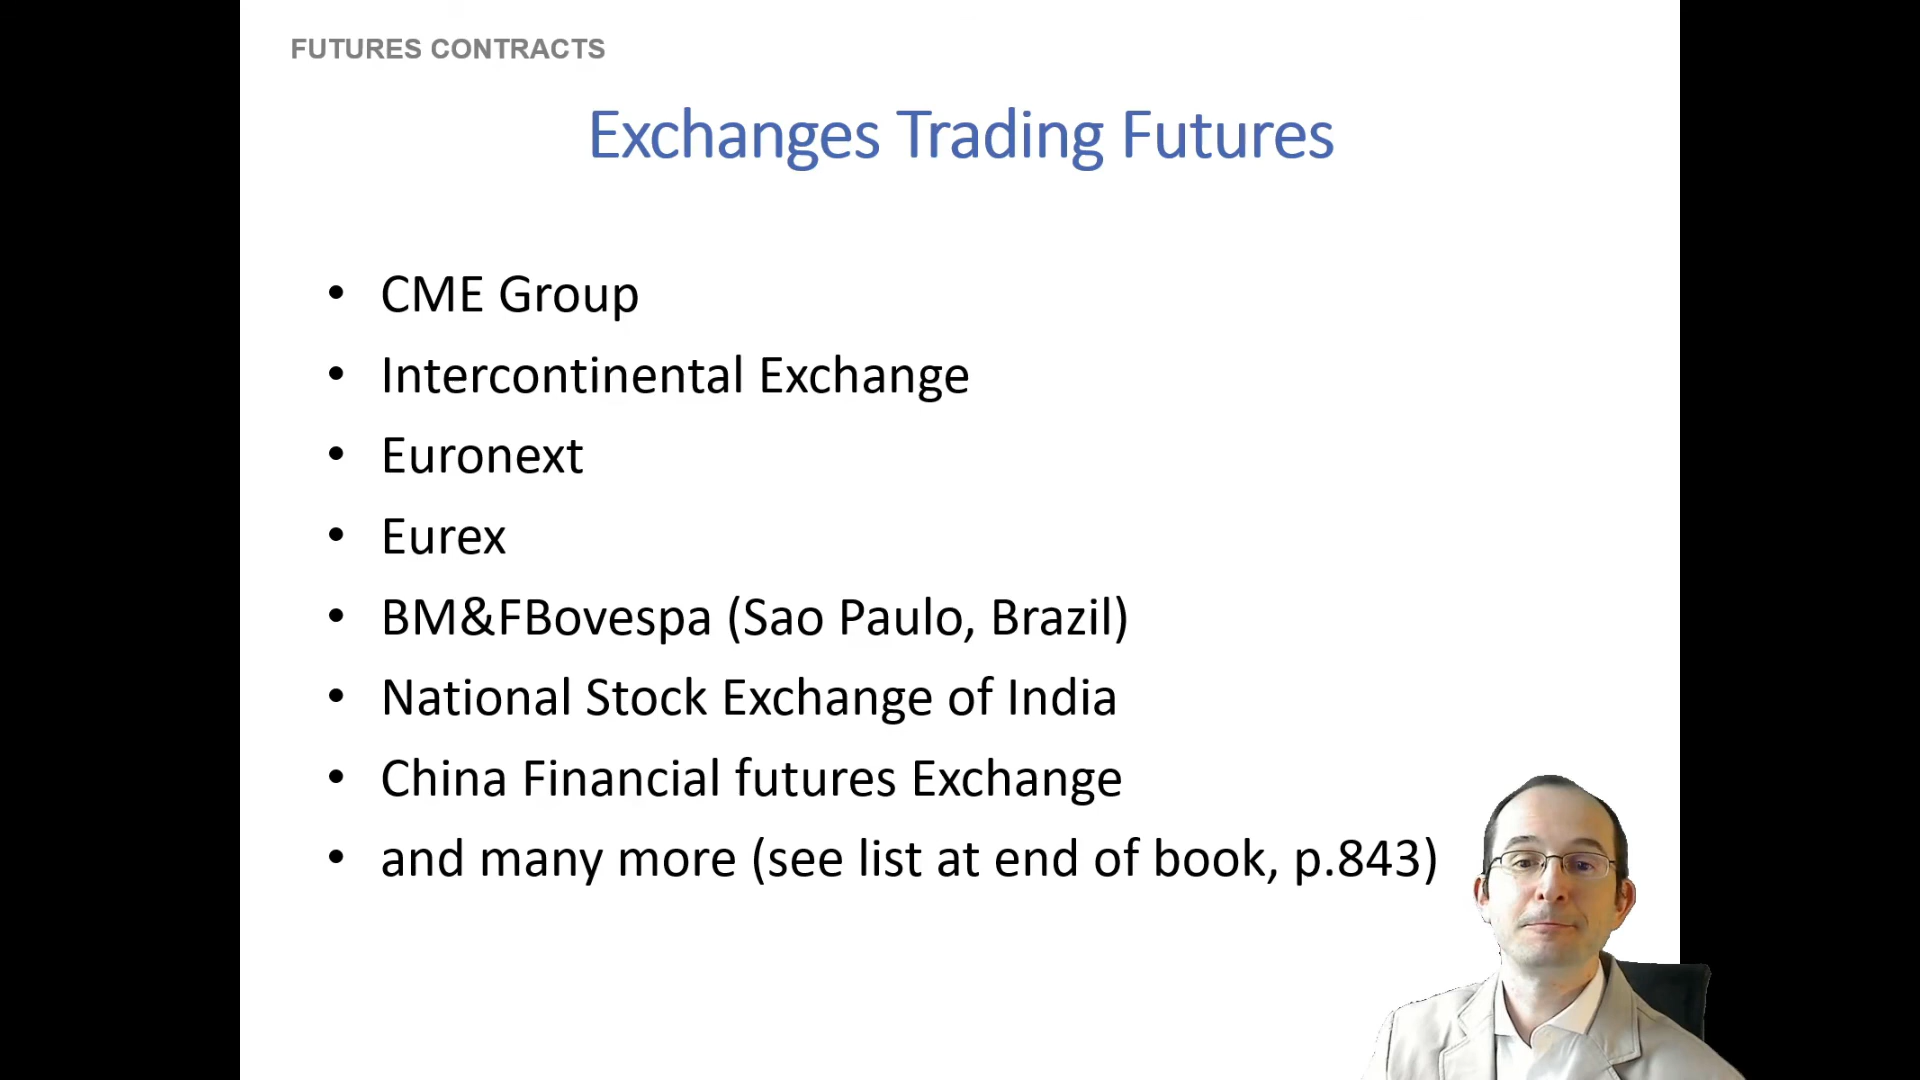 FUTURES CONTRACTS
Exchanges Trading Futures
• CME Group
• Intercontinental Exchange
• Euronext
• Eurex
• BM&FBovespa (Sao Paulo, Brazil)
• National Stock Exchange of India
• China Financial futures Exchange
• and many more (see list at end of book, p.843)